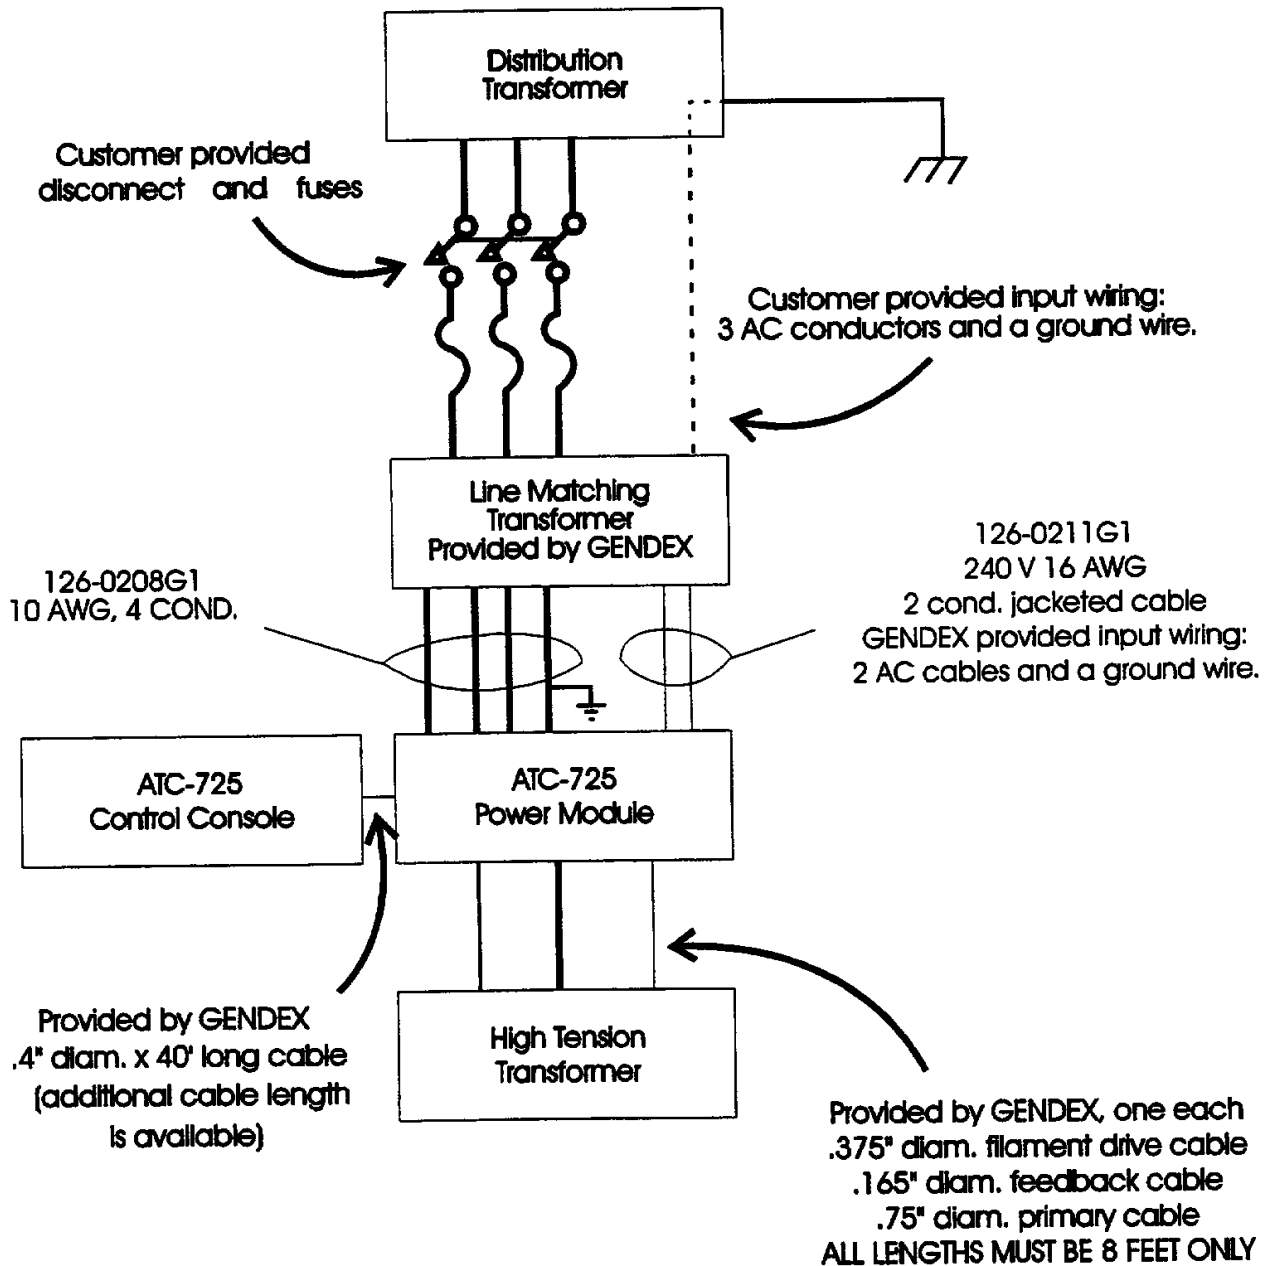 Distribution
Transformer
Customer provided
disconnect and fuses
Customer provided input wiring:
3 AC conductors and a ground wire.
Line Matching
Transformer
Provided by GENDEX
126-0208G1
10 AWG, 4 COND.
126-0211G1
240 V 16 AWG
2 cond. jacketed cable
GENDEX provided input wiring:
2 AC cables and a ground wire.
ATC-725
Control Console
ATC-725
Power Module
Provided by GENDEX
.4" diam. x 40' long cable
(additional cable length
is available)
High Tension
Transformer
Provided by GENDEX, one each
.375" diam. filament drive cable
.165" diam. feedback cable
.75" diam. primary cable
ALL LENGTHS MUST BE 8 FEET ONLY